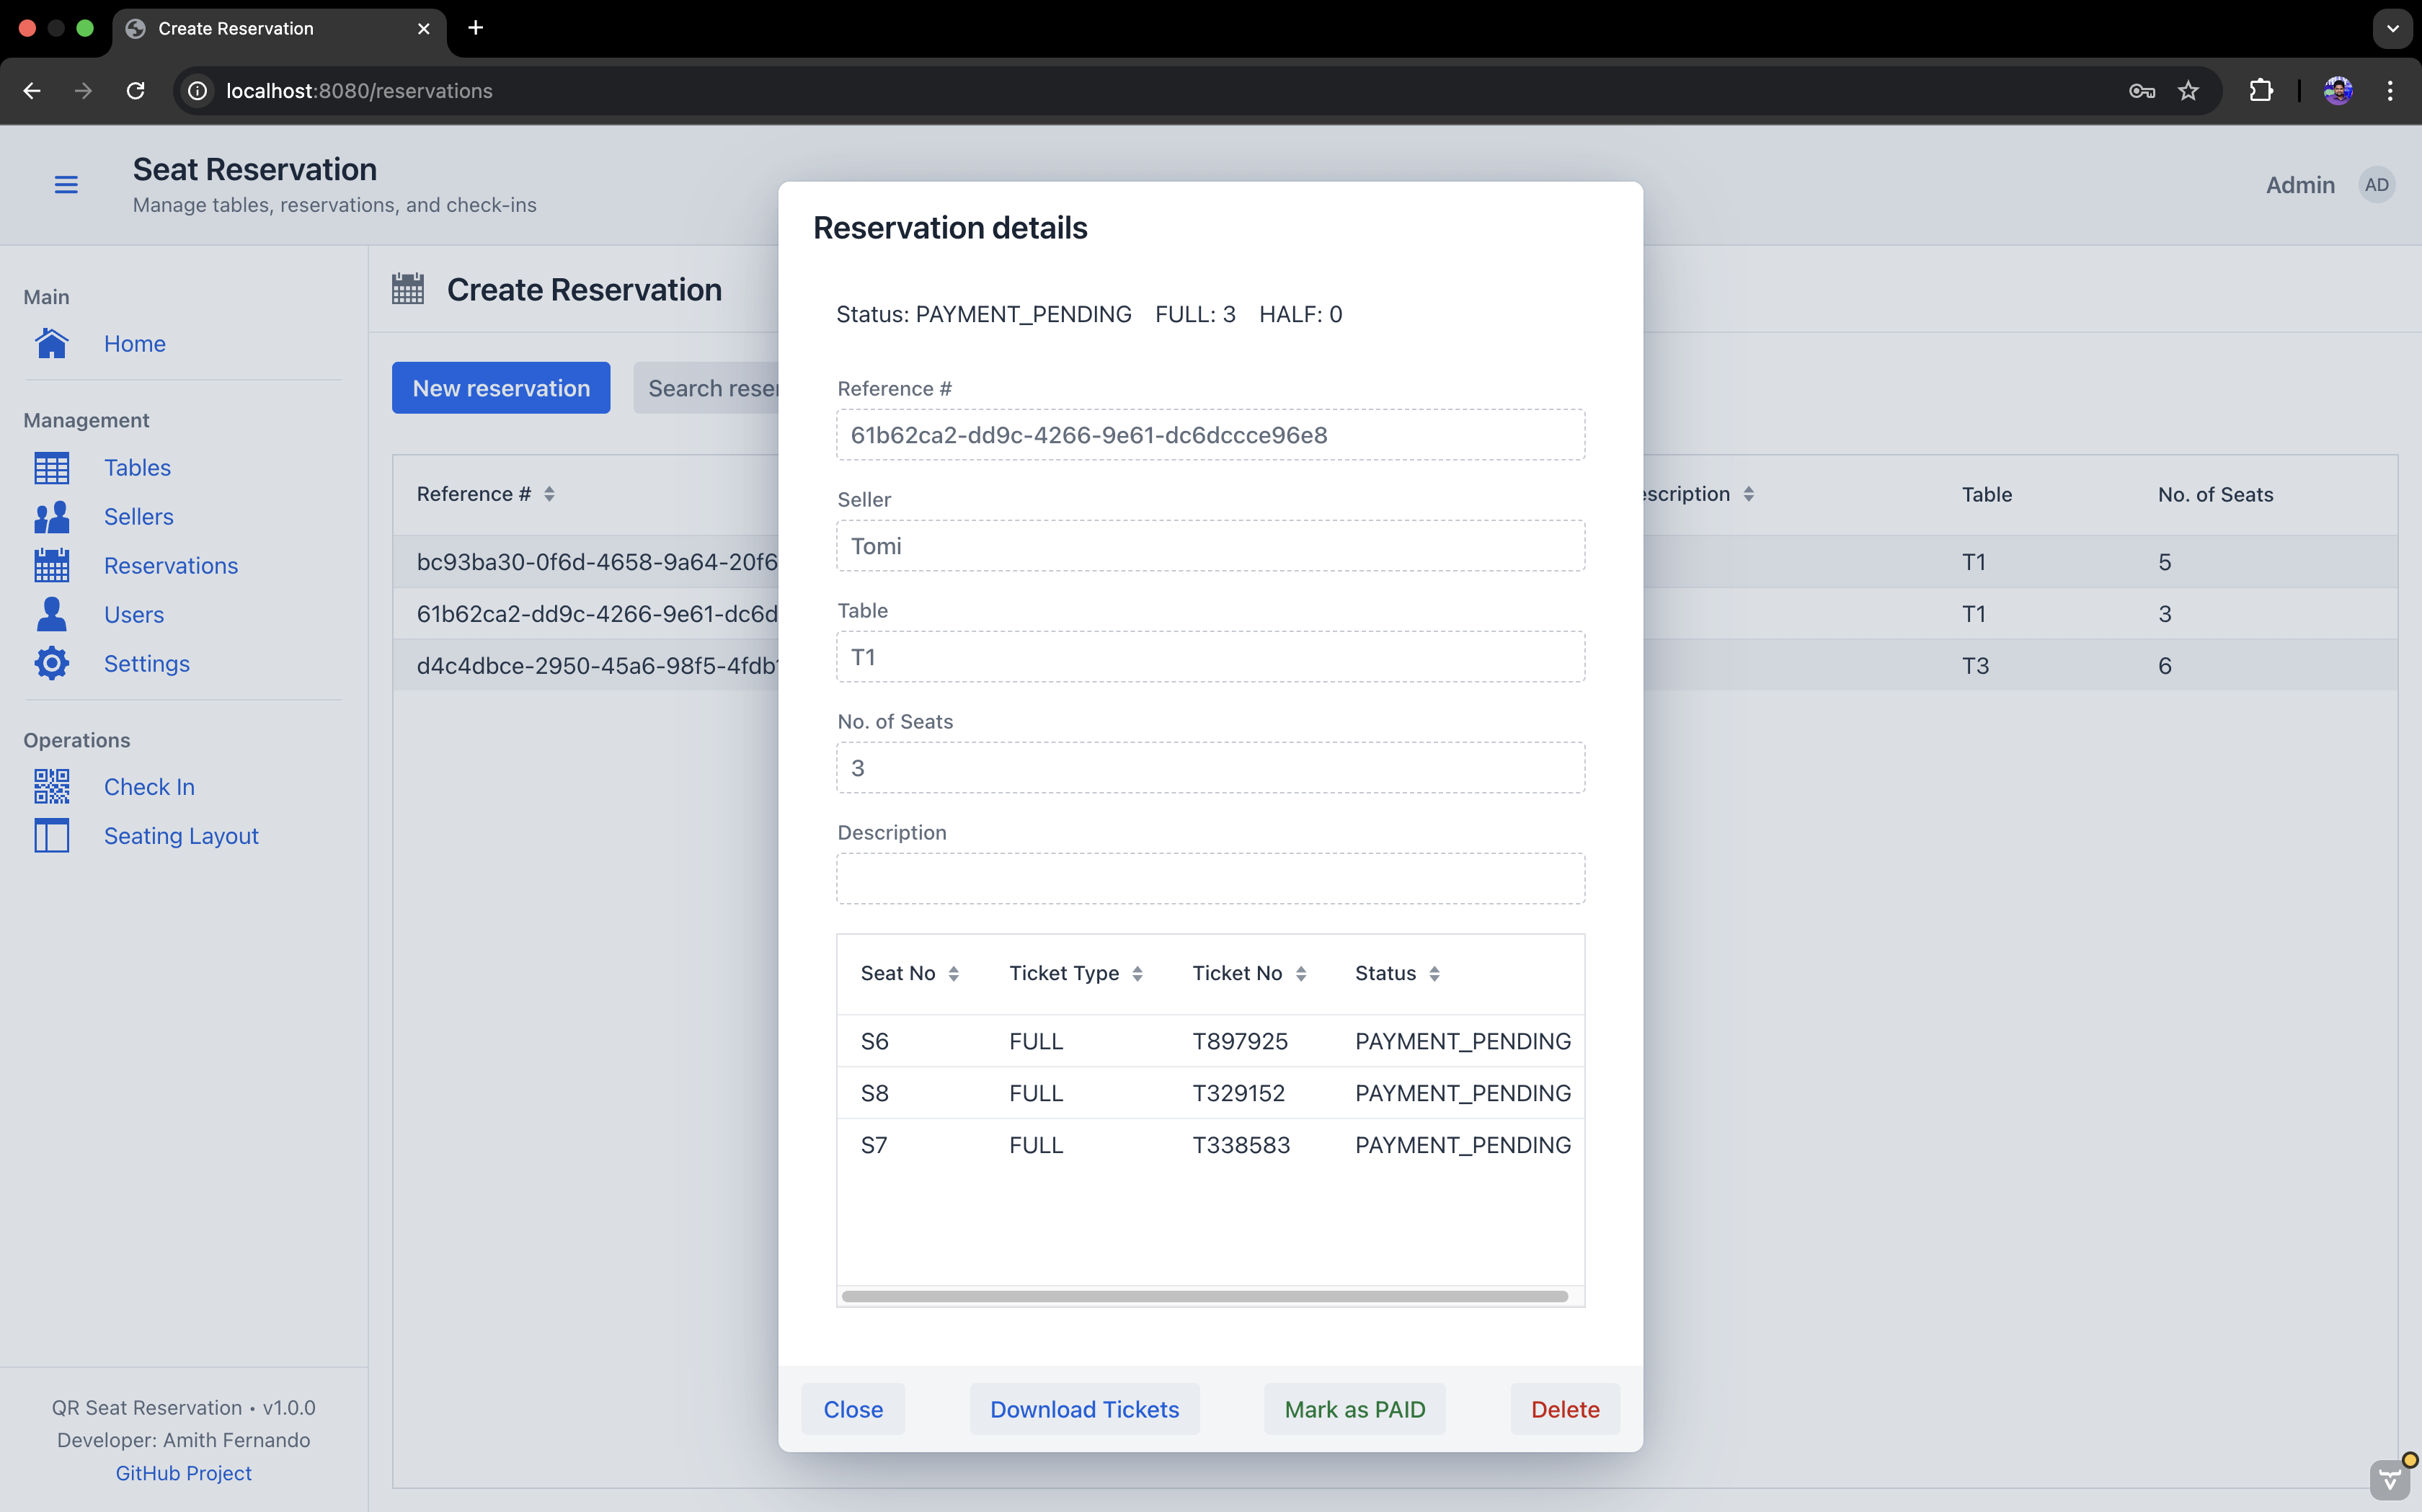 Create Reservation
localhost:8080/reservations
Seat Reservation
Manage tables, reservations, and check-ins
Admin AD
Main
Home
Management
Tables
Sellers
Reservations
Users
Settings
Operations
Check In
Seating Layout
QR Seat Reservation • v1.0.0
Developer: Amith Fernando
GitHub Project
Create Reservation
New reservation Search reser
Reference # escription Table No. of Seats
bc93ba30-0f6d-4658-9a64-20f6 T1 5
61b62ca2-dd9c-4266-9e61-dc6d T1 3
d4c4dbce-2950-45a6-98f5-4fdb T3 6
Reservation details
Status: PAYMENT_PENDING FULL: 3 HALF: 0
Reference #
61b62ca2-dd9c-4266-9e61-dc6dccce96e8
Seller
Tomi
Table
T1
No. of Seats
3
Description
Seat No Ticket Type Ticket No Status
S6 FULL T897925 PAYMENT_PENDING
S8 FULL T329152 PAYMENT_PENDING
S7 FULL T338583 PAYMENT_PENDING
Close Download Tickets Mark as PAID Delete